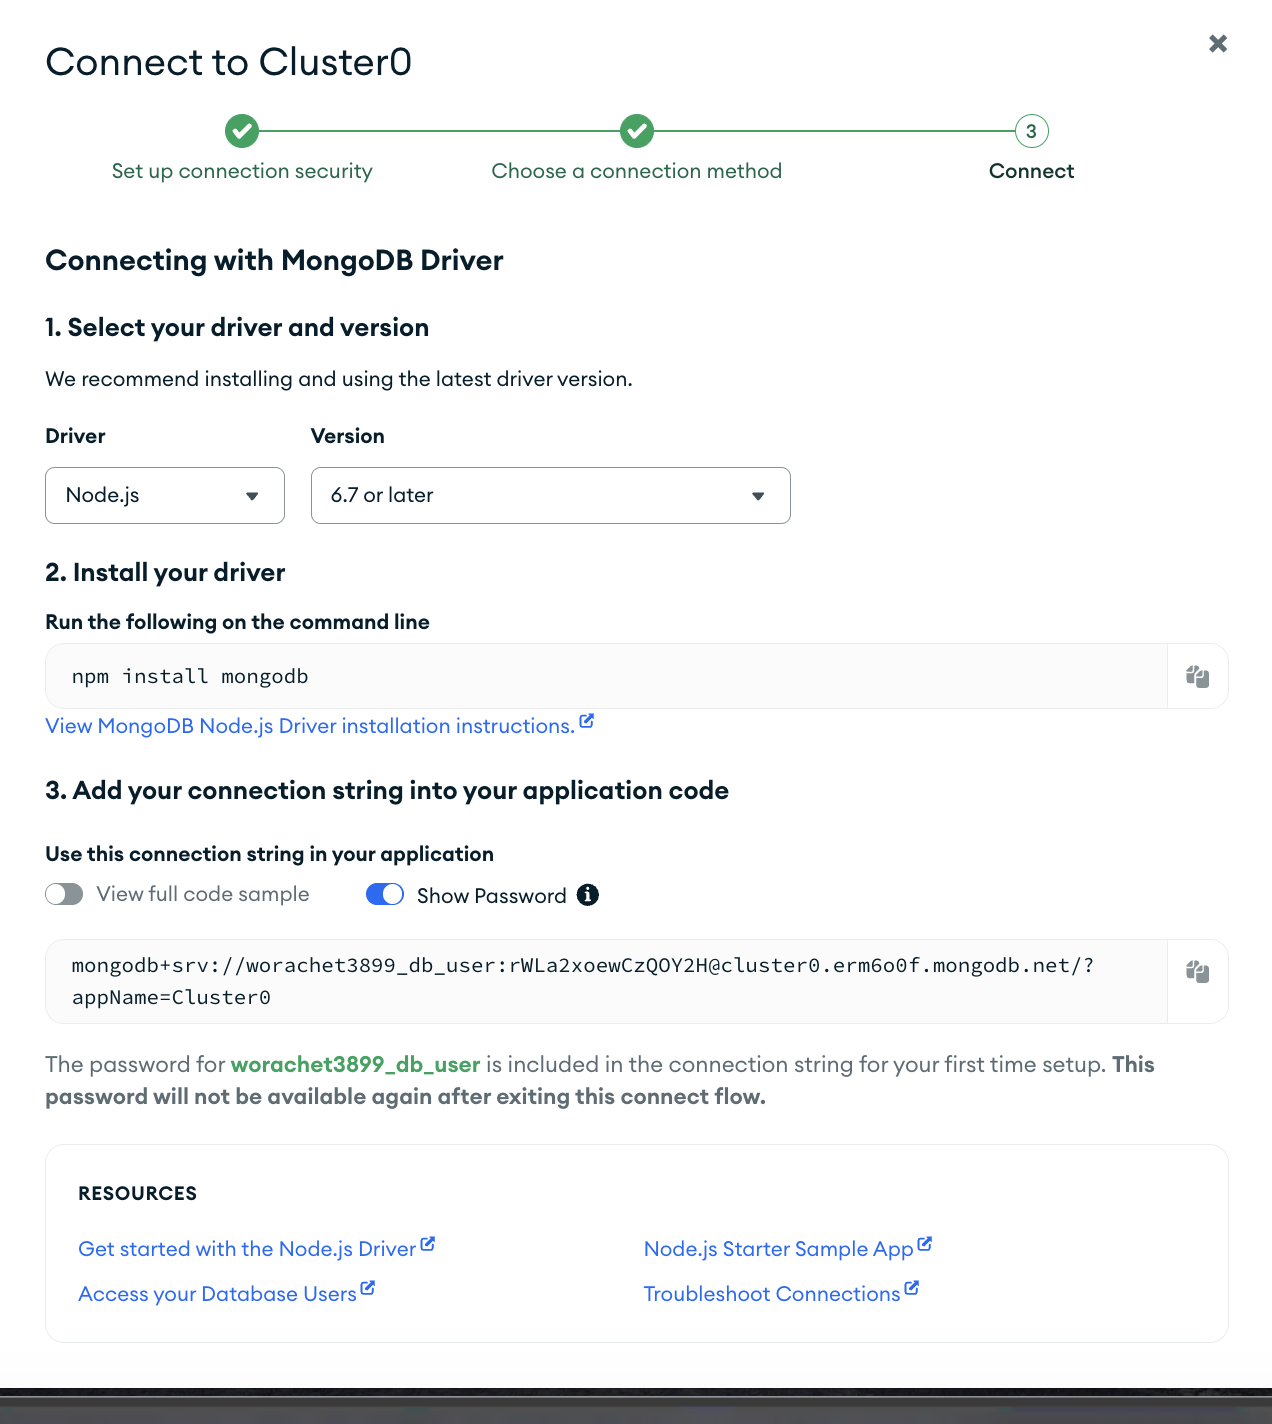 Connect to Cluster0
Set up connection security
Choose a connection method
3
Connect
Connecting with MongoDB Driver
1. Select your driver and version
We recommend installing and using the latest driver version.
Driver
Version
Node.js
6.7 or later
2. Install your driver
Run the following on the command line
npm install mongodb
View MongoDB Node.js Driver installation instructions.
3. Add your connection string into your application code
Use this connection string in your application
View full code sample
Show Password
mongodb+srv://worachet3899_db_user:rWLa2xoewCzQOY2H@cluster0.erm6o0f.mongodb.net/?
appName=Cluster0
The password for worachet3899_db_user is included in the connection string for your first time setup. This
password will not be available again after exiting this connect flow.
RESOURCES
Get started with the Node.js Driver
Node.js Starter Sample App
Access your Database Users
Troubleshoot Connections